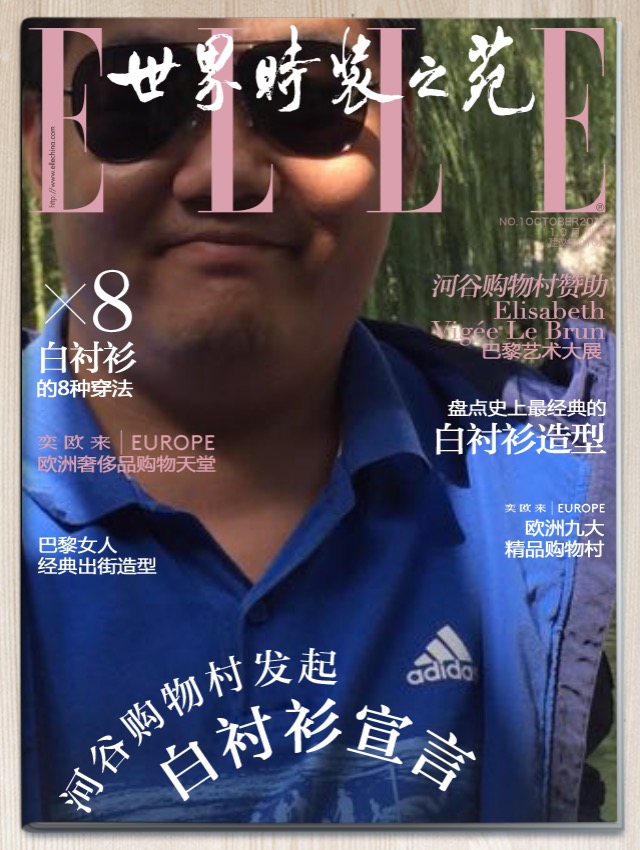 ELLE
世界時裝之苑
http://www.ellechina.com
NO.1OCTOBER
×8
白衬衫
的8种穿法
奕欧来 | EUROPE
欧洲奢侈品购物天堂
巴黎女人
经典出街造型
河谷购物村赞助
Elisabeth
Vigée Le Brun
巴黎艺术大展
盘点史上最经典的
白衬衫造型
奕欧来 | EUROPE
欧洲九大
精品购物村
adidas
河谷购物村发起
白衬衫宣言